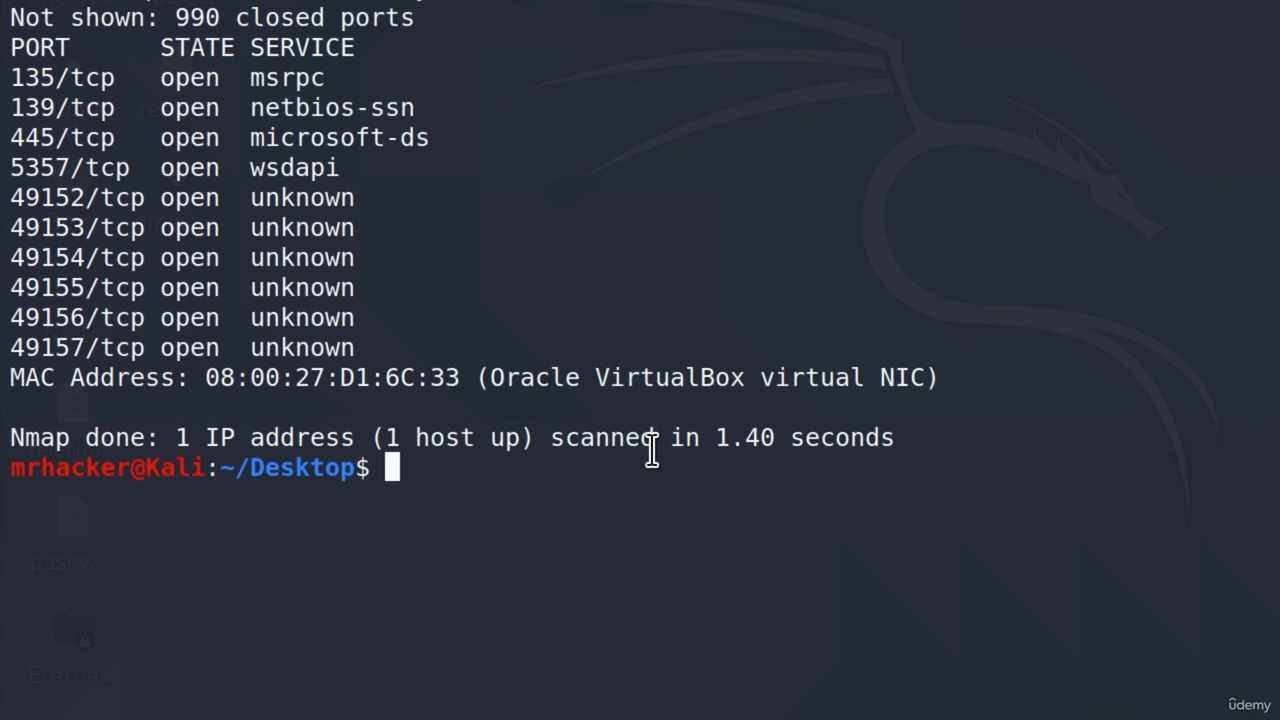 Not shown: 990 closed ports
PORT      STATE SERVICE
135/tcp   open  msrpc
139/tcp   open  netbios-ssn
445/tcp   open  microsoft-ds
5357/tcp  open  wsdapi
49152/tcp open  unknown
49153/tcp open  unknown
49154/tcp open  unknown
49155/tcp open  unknown
49156/tcp open  unknown
49157/tcp open  unknown
MAC Address: 08:00:27:D1:6C:33 (Oracle VirtualBox virtual NIC)
Nmap done: 1 IP address (1 host up) scanned in 1.40 seconds
mrhacker@Kali:~/Desktop$
passw...
Eterna...
ûdemy